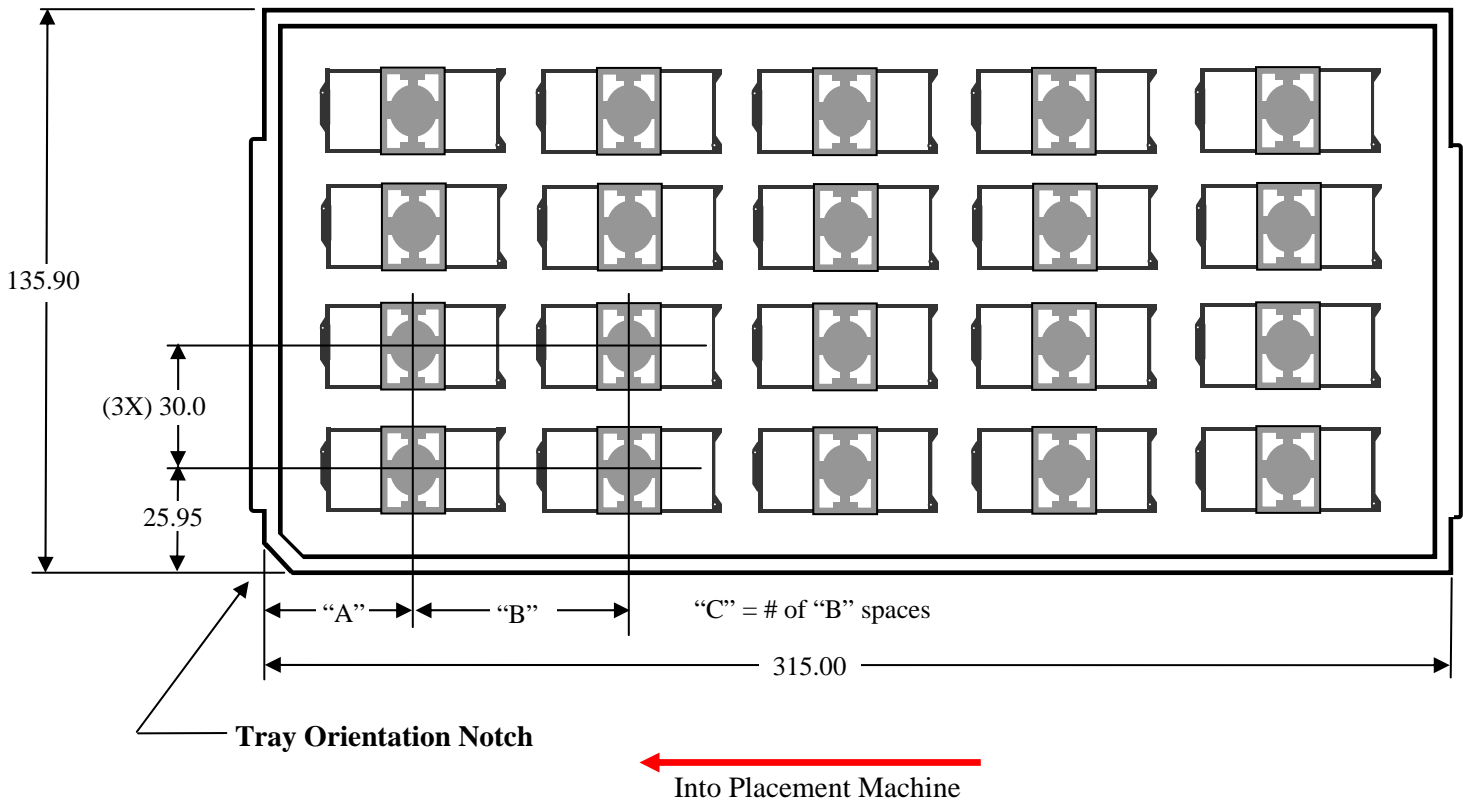 135.90
(3X) 30.0
25.95
“A”
“B”
“C” = # of “B” spaces
315.00
Tray Orientation Notch
Into Placement Machine